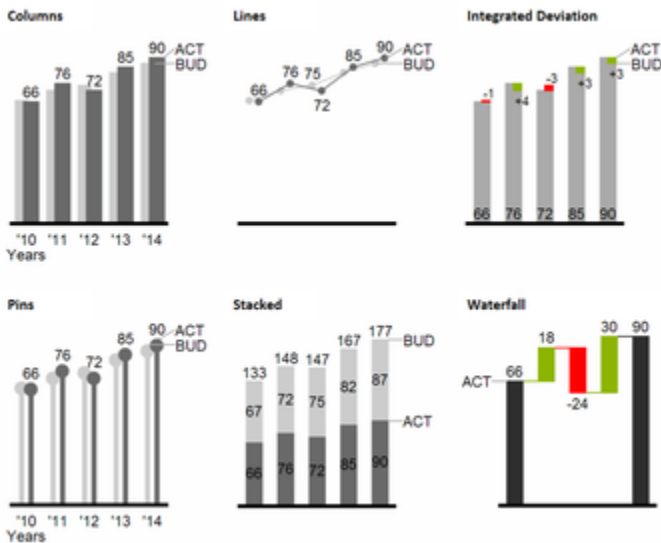 Columns
90 ACT
85 BUD
76
72
66
'10 '11 '12 '13 '14
Years
Lines
90 ACT
85 BUD
76 75
66
72
Integrated Deviation
ACT
BUD
-1 +4 -3 +3 +3
66 76 72 85 90
Pins
90 ACT
85 BUD
76
72
66
'10 '11 '12 '13 '14
Years
Stacked
177
167
BUD
148 147
133
67 72 75 82 87
ACT
66 76 72 85 90
Waterfall
30 90
18
66
ACT
-24